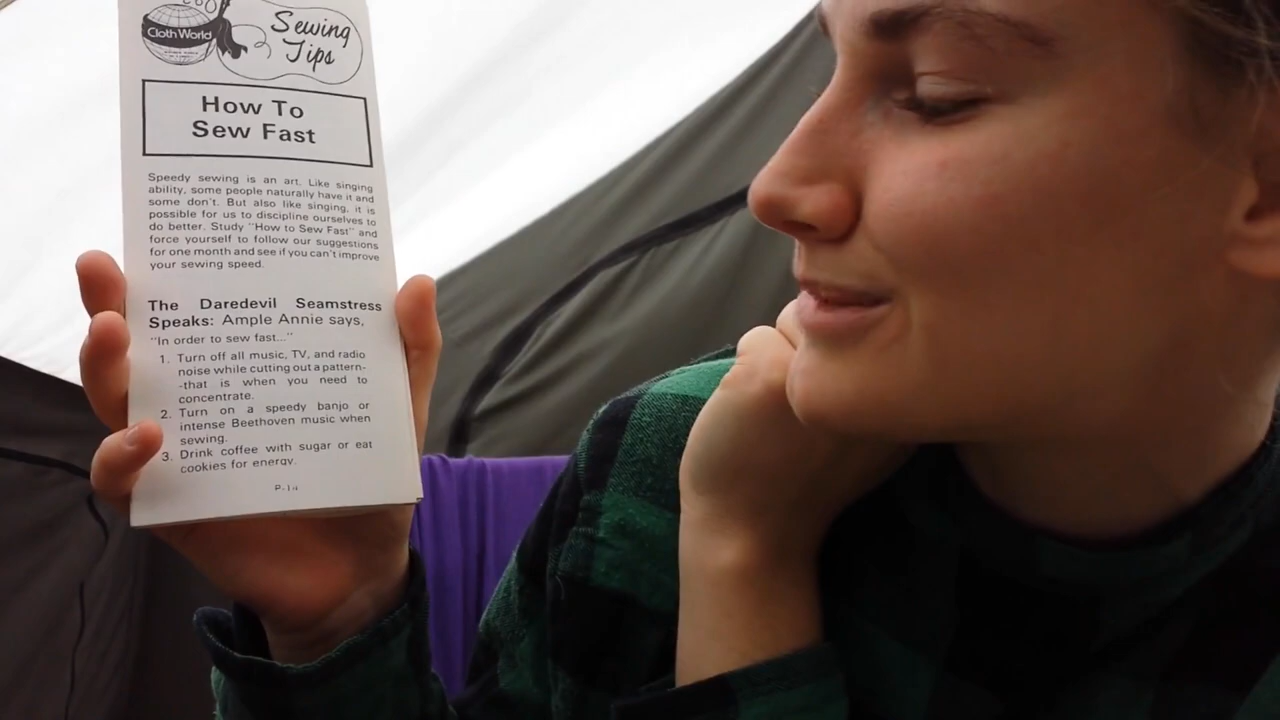 Cloth World
Sewing
Tips
How To
Sew Fast
Speedy sewing is an art. Like singing
ability, some people naturally have it and
some don't. But also like singing, it is
possible for us to discipline ourselves to
do better. Study "How to Sew Fast" and
force yourself to follow our suggestions
for one month and see if you can't improve
your sewing speed.
The Daredevil Seamstress
Speaks: Ample Annie says,
"In order to sew fast..."
1. Turn off all music, TV, and radio
noise while cutting out a pattern-
-that is when you need to
concentrate.
2. Turn on a speedy banjo or
intense Beethoven music when
sewing.
3. Drink coffee with sugar or eat
cookies for energy.